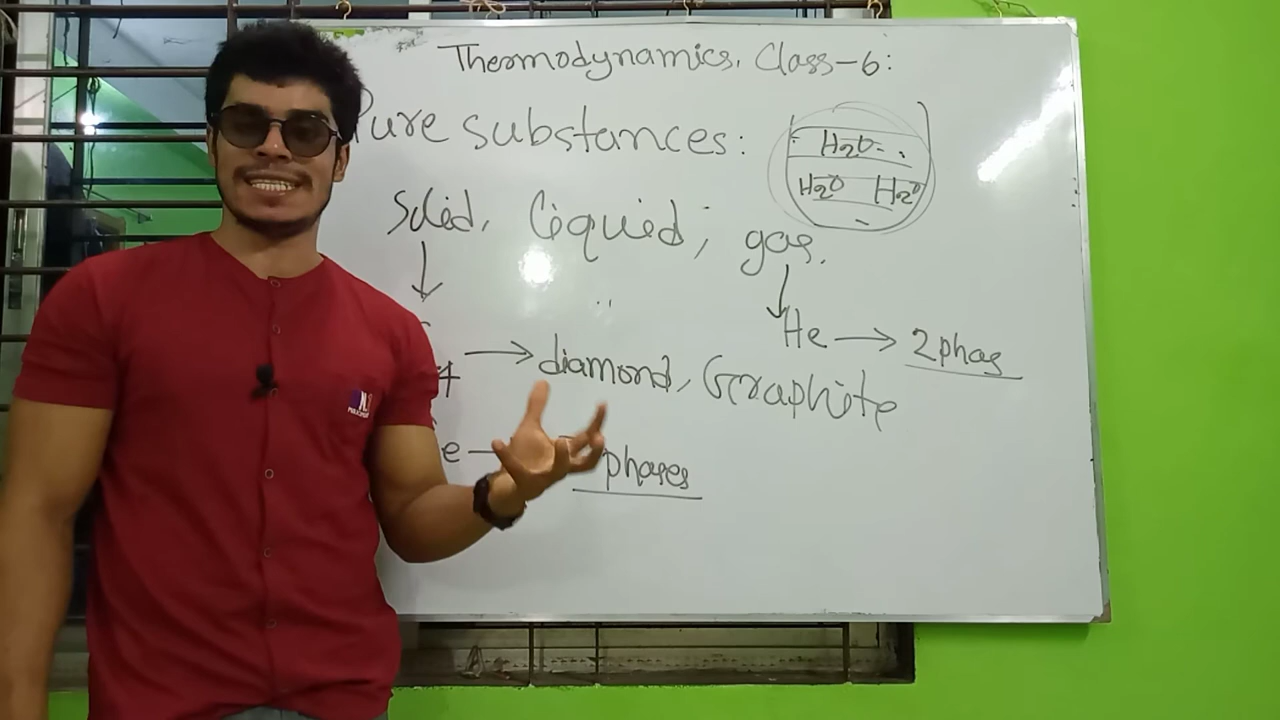 Thermodynamics, Class-6:
Pure substances:
H2O
H2O H2O
Solid, liquid, gas.
He → 2 phas
→ diamond, Graphite
e → phases